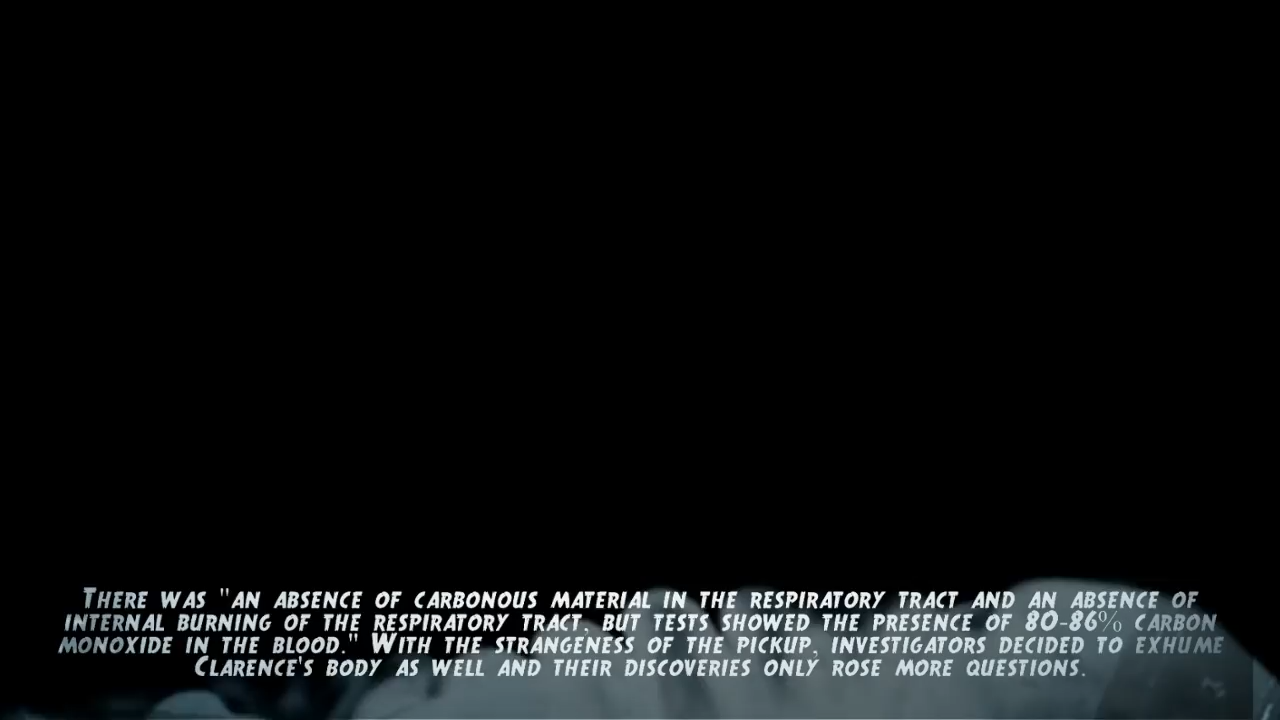 There was "an absence of carbonous material in the respiratory tract and an absence of
internal burning of the respiratory tract, but tests showed the presence of 80-86% carbon
monoxide in the blood." With the strangeness of the pickup, investigators decided to exhume
Clarence's body as well and their discoveries only rose more questions.